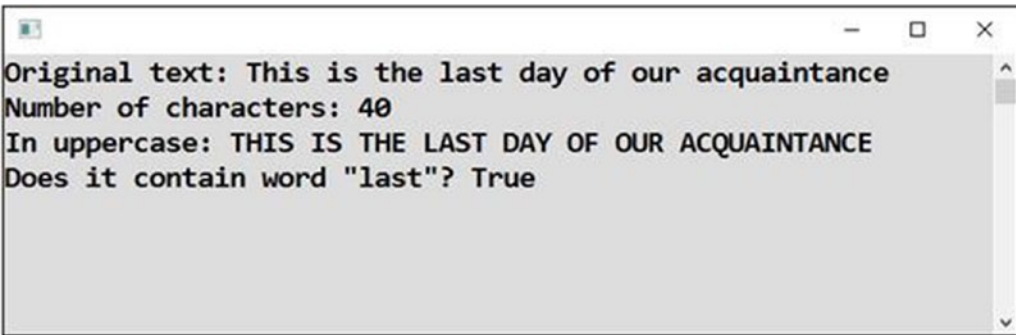 Original text: This is the last day of our acquaintance
Number of characters: 40
In uppercase: THIS IS THE LAST DAY OF OUR ACQUAINTANCE
Does it contain word "last"? True